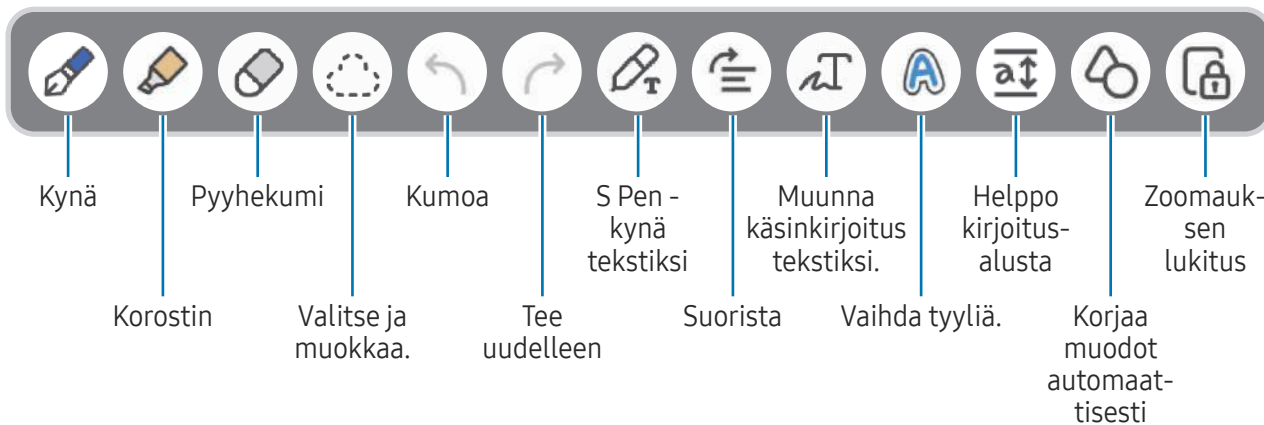 Kynä
Pyyhekumi
Kumoa
S Pen -
kynä
tekstiksi
Muunna
käsinkirjoitus
tekstiksi.
Helppo
kirjoitus-
alusta
Zoomauk-
sen
lukitus
Korostin
Valitse ja
muokkaa.
Tee
uudelleen
Suorista
Vaihda tyyliä.
Korjaa
muodot
automaat-
tisesti